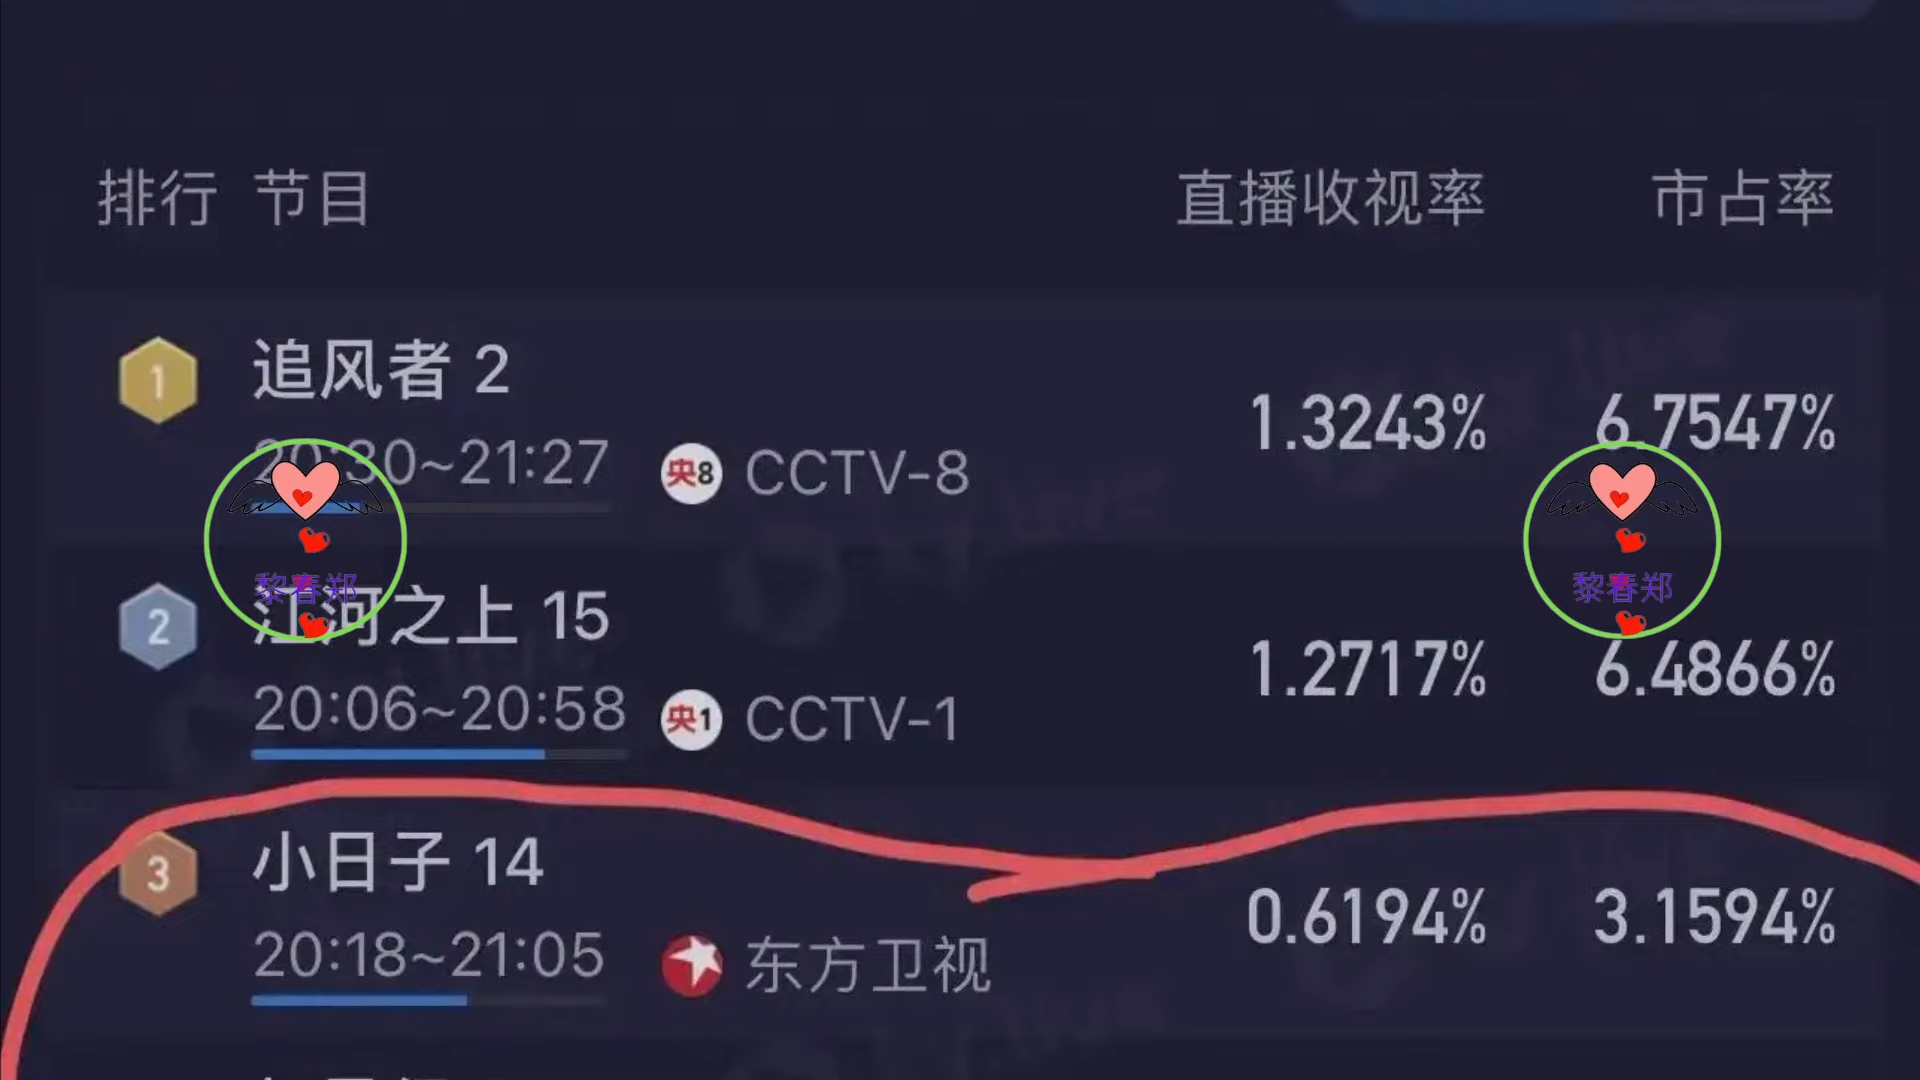 排行 节目 直播收视率 市占率
1 追风者 2
20:30~21:27 央8 CCTV-8 1.3243% 6.7547%
黎春郑 黎春郑
2 江河之上 15
20:06~20:58 央1 CCTV-1 1.2717% 6.4866%
3 小日子 14
20:18~21:05 东方卫视 0.6194% 3.1594%